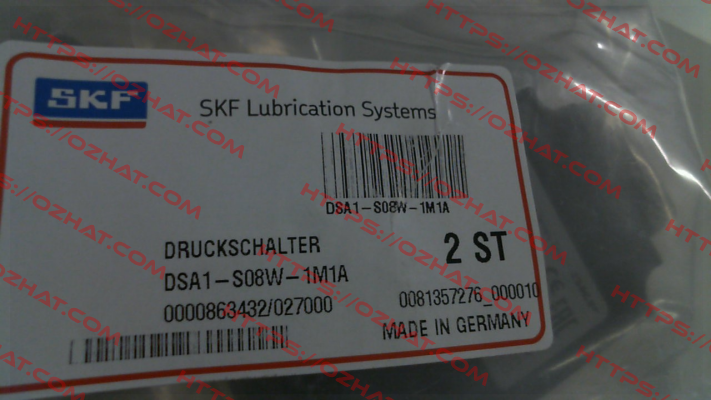 SKF
SKF Lubrication Systems
DSA1-S08W-1M1A
DRUCKSCHALTER
2 ST
DSA1-S08W-1M1A
0000863432/027000
0081357276_000010
MADE IN GERMANY
HTTPS://OZHAT.COM